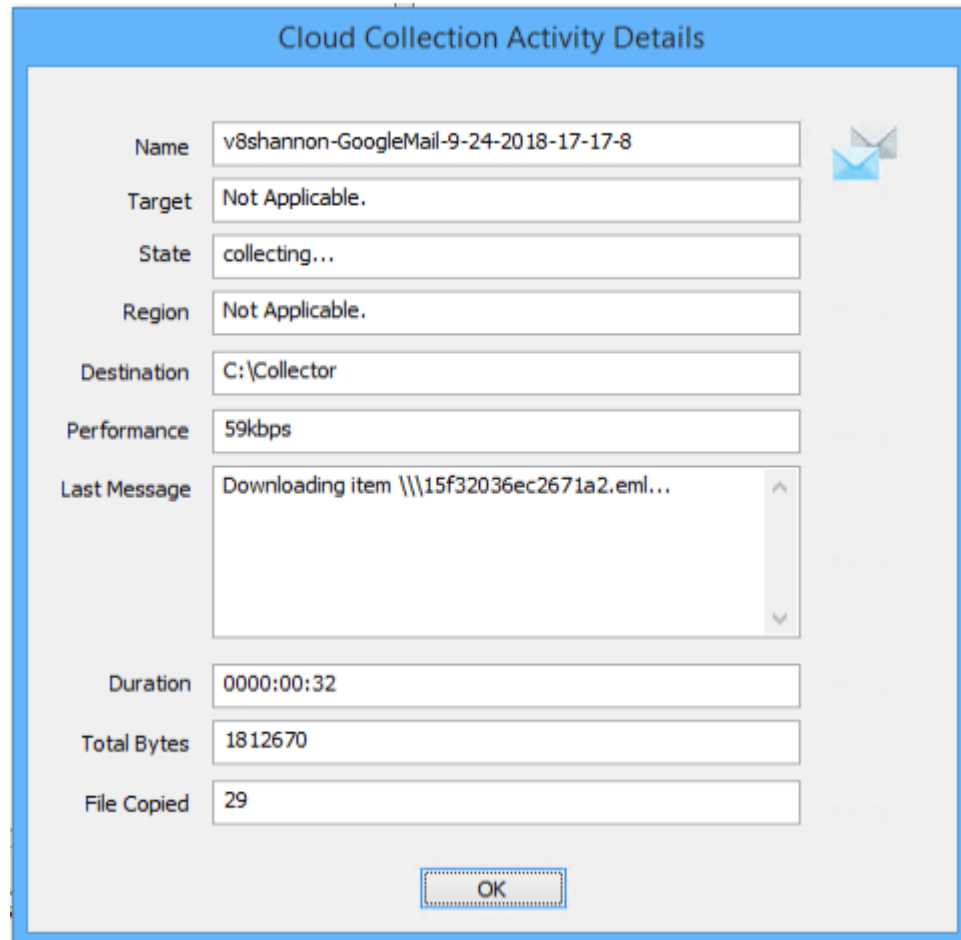 Cloud Collection Activity Details
Name v8shannon-GoogleMail-9-24-2018-17-17-8
Target Not Applicable.
State collecting...
Region Not Applicable.
Destination C:\Collector
Performance 59kbps
Last Message Downloading item \\\15f32036ec2671a2.eml...
Duration 0000:00:32
Total Bytes 1812670
File Copied 29
OK